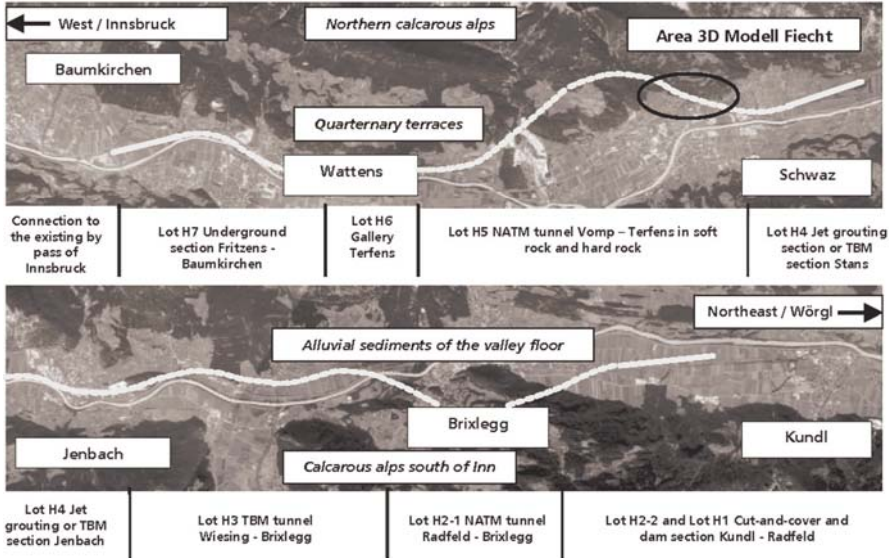 West / Innsbruck
Northern calcarous alps
Area 3D Modell Fiecht
Baumkirchen
Quarternary terraces
Wattens
Schwaz
Connection to
the existing by
pass of
Innsbruck
Lot H7 Underground
section Fritzens -
Baumkirchen
Lot H6
Gallery
Terfens
Lot H5 NATM tunnel Vomp – Terfens in soft
rock and hard rock
Lot H4 Jet grouting
section or TBM
section Stans
Northeast / Wörgl
Alluvial sediments of the valley floor
Brixlegg
Jenbach
Kundl
Calcarous alps south of Inn
Lot H4 Jet
grouting or TBM
section Jenbach
Lot H3 TBM tunnel
Wiesing - Brixlegg
Lot H2-1 NATM tunnel
Radfeld - Brixlegg
Lot H2-2 and Lot H1 Cut-and-cover and
dam section Kundl - Radfeld